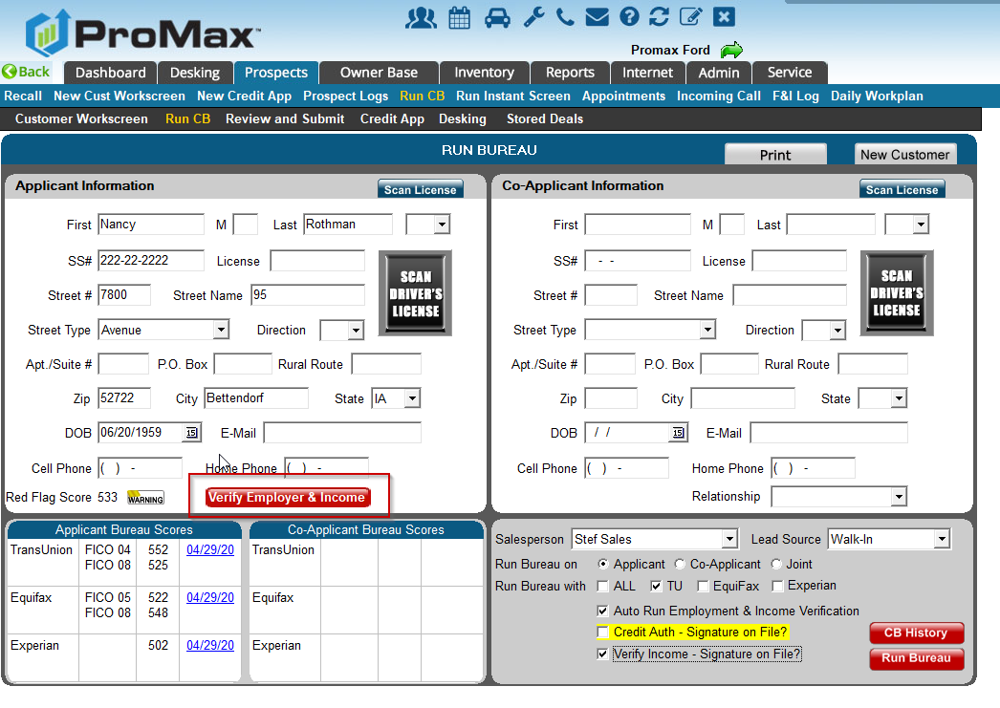 ProMax™
Promax Ford
Back
Dashboard Desking Prospects Owner Base Inventory Reports Internet Admin Service
Recall New Cust Workscreen New Credit App Prospect Logs Run CB Run Instant Screen Appointments Incoming Call F&I Log Daily Workplan
Customer Workscreen Run CB Review and Submit Credit App Desking Stored Deals
RUN BUREAU Print New Customer
Applicant Information Scan License
First Nancy M Last Rothman
SS# 222-22-2222 License
SCAN DRIVER'S LICENSE
Street # 7800 Street Name 95
Street Type Avenue Direction
Apt./Suite # P.O. Box Rural Route
Zip 52722 City Bettendorf State IA
DOB 06/20/1959 15 E-Mail
Cell Phone ( ) - Home Phone ( ) -
Red Flag Score 533 WARNING Verify Employer & Income
Co-Applicant Information Scan License
First M Last
SS# - - License
SCAN DRIVER'S LICENSE
Street # Street Name
Street Type Direction
Apt./Suite # P.O. Box Rural Route
Zip City State
DOB / / 15 E-Mail
Cell Phone ( ) - Home Phone ( ) -
Relationship
Applicant Bureau Scores
TransUnion FICO 04 552 04/29/20
FICO 08 525
Equifax FICO 05 522 04/29/20
FICO 08 548
Experian 502 04/29/20
Co-Applicant Bureau Scores
TransUnion
Equifax
Experian
Salesperson Stef Sales Lead Source Walk-In
Run Bureau on Applicant Co-Applicant Joint
Run Bureau with ALL TU EquiFax Experian
Auto Run Employment & Income Verification
Credit Auth - Signature on File?
Verify Income - Signature on File?
CB History
Run Bureau